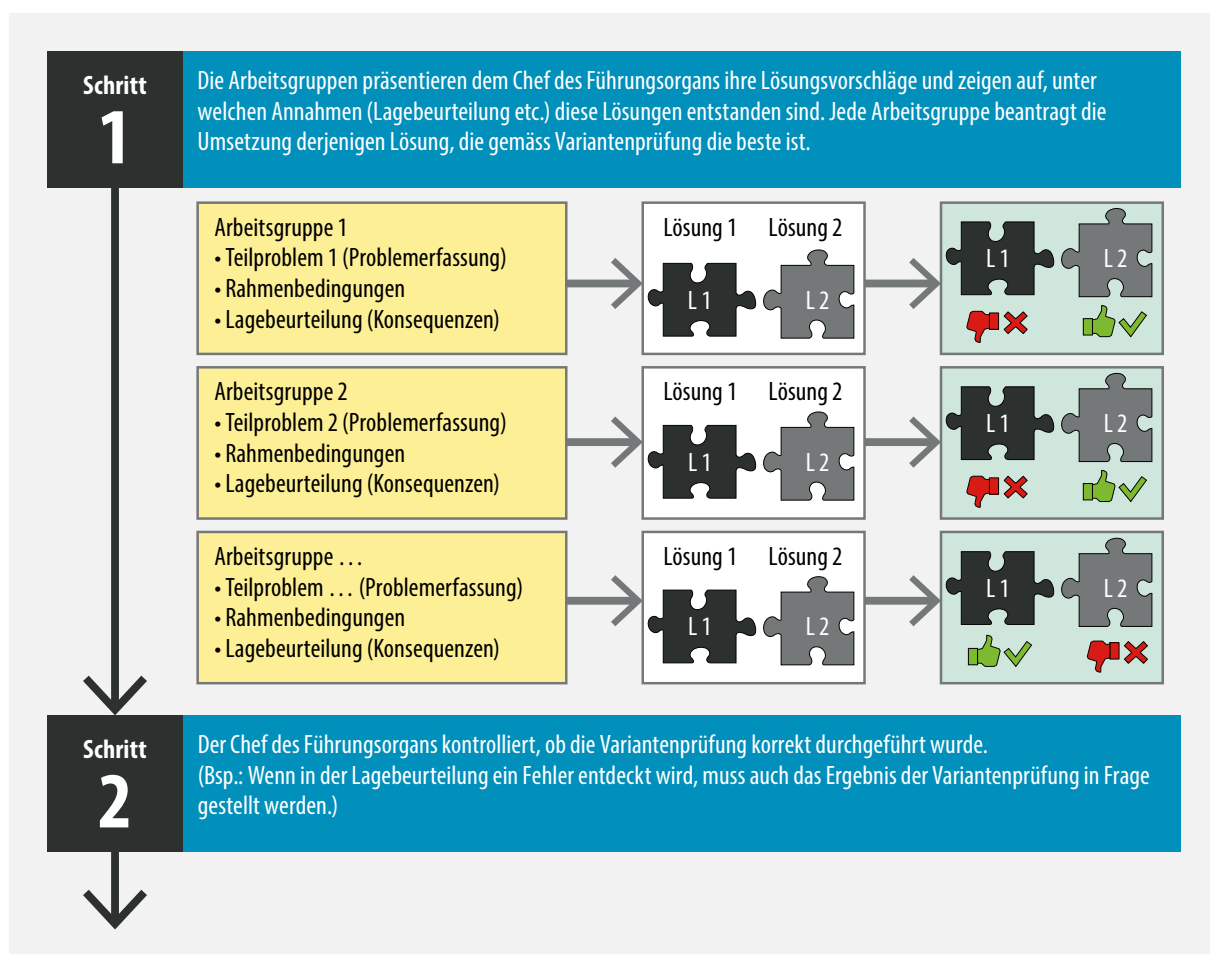 Schritt
1
Die Arbeitsgruppen präsentieren dem Chef des Führungsorgans ihre Lösungsvorschläge und zeigen auf, unter
welchen Annahmen (Lagebeurteilung etc.) diese Lösungen entstanden sind. Jede Arbeitsgruppe beantragt die
Umsetzung derjenigen Lösung, die gemäss Variantenprüfung die beste ist.
Arbeitsgruppe 1
• Teilproblem 1 (Problemerfassung)
• Rahmenbedingungen
• Lagebeurteilung (Konsequenzen)
Lösung 1 Lösung 2
L 1 L 2
L 1 L 2
Arbeitsgruppe 2
• Teilproblem 2 (Problemerfassung)
• Rahmenbedingungen
• Lagebeurteilung (Konsequenzen)
Lösung 1 Lösung 2
L 1 L 2
L 1 L 2
Arbeitsgruppe …
• Teilproblem … (Problemerfassung)
• Rahmenbedingungen
• Lagebeurteilung (Konsequenzen)
Lösung 1 Lösung 2
L 1 L 2
L 1 L 2
Schritt
2
Der Chef des Führungsorgans kontrolliert, ob die Variantenprüfung korrekt durchgeführt wurde.
(Bsp.: Wenn in der Lagebeurteilung ein Fehler entdeckt wird, muss auch das Ergebnis der Variantenprüfung in Frage
gestellt werden.)